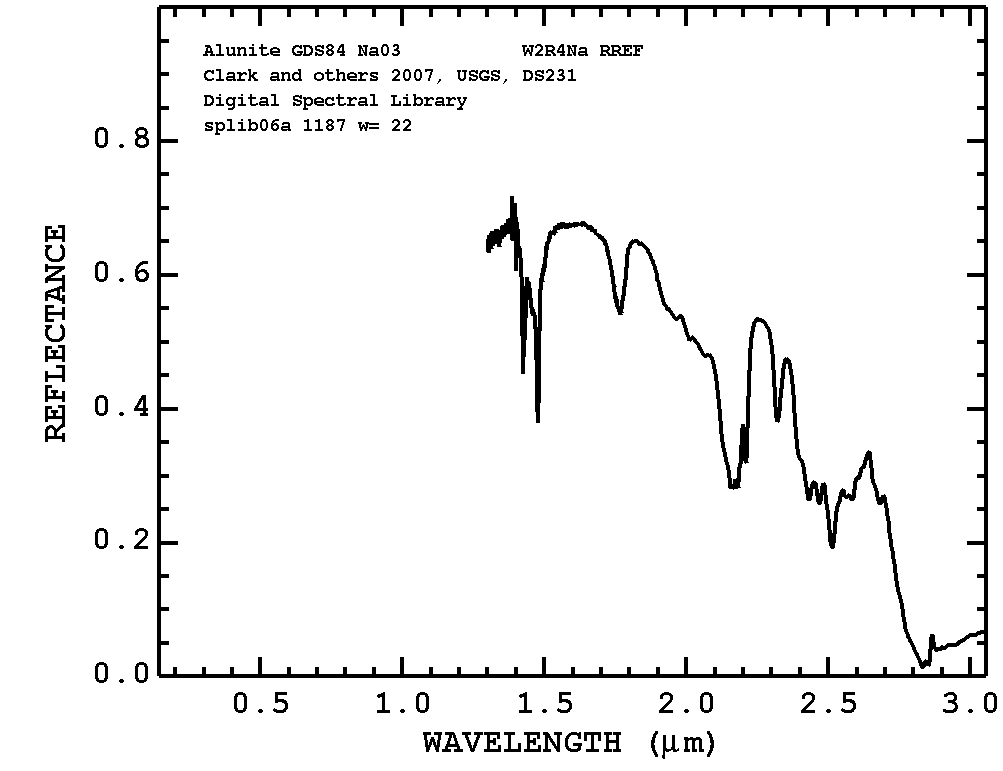 Alunite GDS84 Na03 W2R4Na RREF
Clark and others 2007, USGS, DS231
Digital Spectral Library
splib06a 1187 w= 22
0.8
0.6
0.4
0.2
0.0
REFLECTANCE
0.5 1.0 1.5 2.0 2.5 3.0
WAVELENGTH (μm)